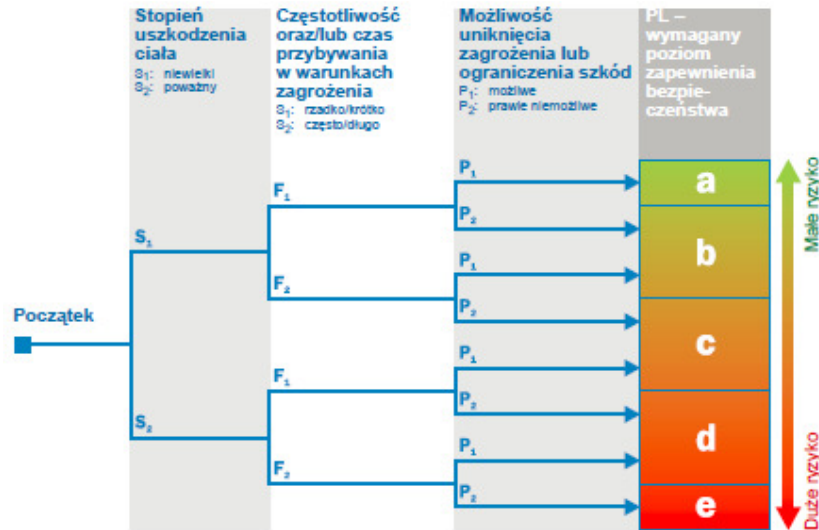 Stopień
uszkodzenia
ciała
S₁: niewielki
S₂: poważny
Częstotliwość
oraz/lub czas
przybywania
w warunkach
zagrożenia
S₁: rzadko/krótko
S₂: często/długo
Możliwość
uniknięcia
zagrożenia lub
ograniczenia szkód
P₁: możliwe
P₂: prawie niemożliwe
PL –
wymagany
poziom
zapewnienia
bezpie-
czeństwa
Początek
S₁
S₂
F₁
F₂
F₁
F₂
P₁
P₂
P₁
P₂
P₁
P₂
P₁
P₂
a
b
c
d
e
Małe ryzyko
Duże ryzyko